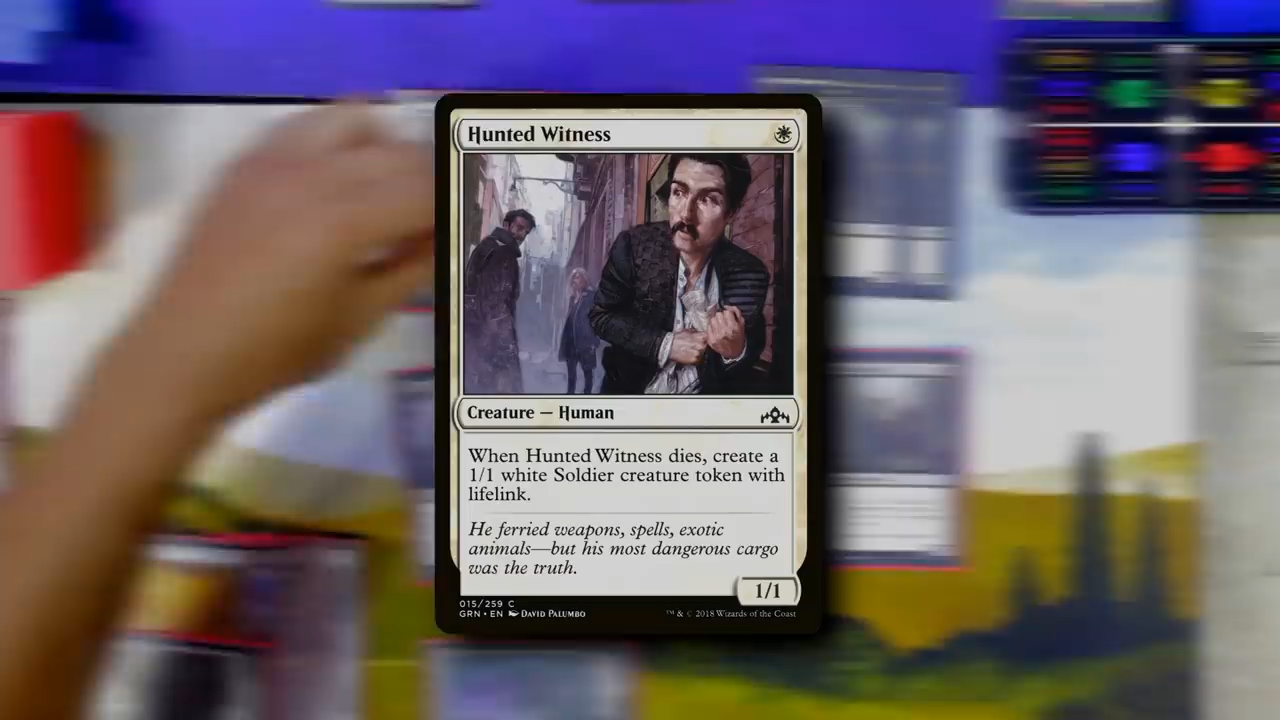 Hunted Witness
Creature — Human
When Hunted Witness dies, create a
1/1 white Soldier creature token with
lifelink.
He ferried weapons, spells, exotic
animals—but his most dangerous cargo
was the truth.
1/1
015/259 C
GRN • EN David Palumbo
™ & © 2018 Wizards of the Coast